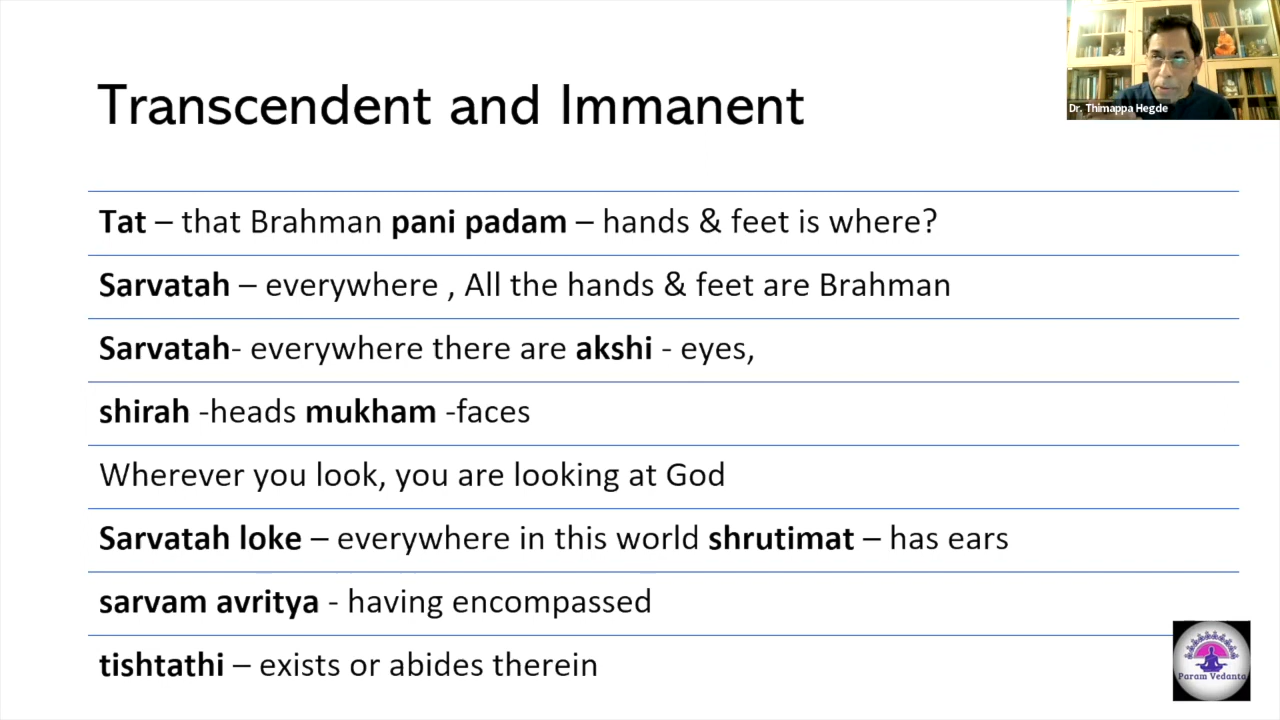 Transcendent and Immanent
Dr. Thimappa Hegde
Tat – that Brahman pani padam – hands & feet is where?
Sarvatah – everywhere , All the hands & feet are Brahman
Sarvatah- everywhere there are akshi - eyes,
shirah -heads mukham -faces
Wherever you look, you are looking at God
Sarvatah loke – everywhere in this world shrutimat – has ears
sarvam avritya - having encompassed
tishtathi – exists or abides therein
Param Vedanta